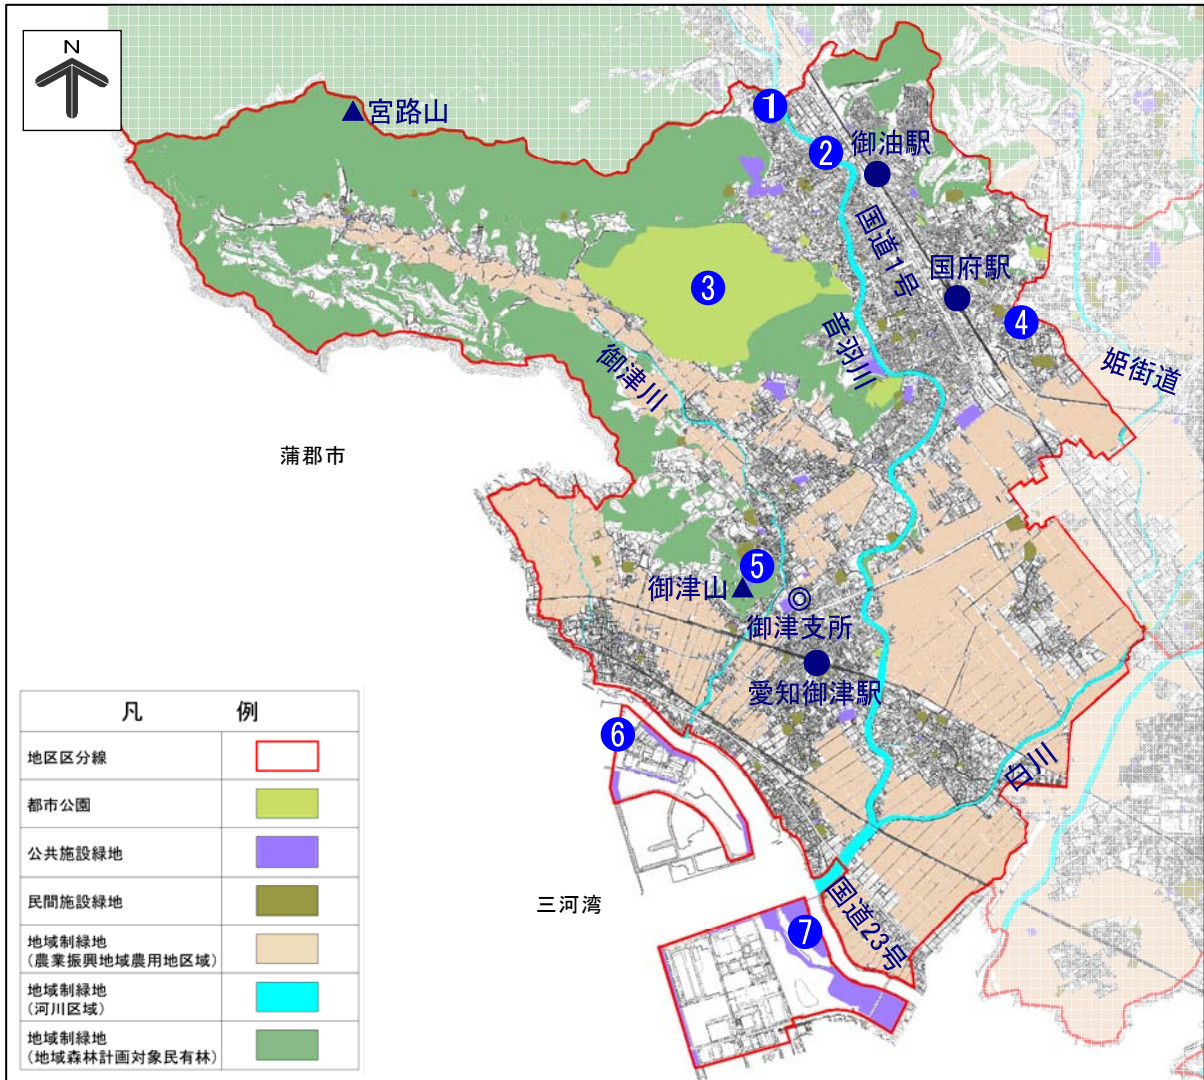 N
宮路山
1
2
御油駅
国道1号
国府駅
3
4
音羽川
姫街道
御津川
蒲郡市
5
御津山
御津支所
愛知御津駅
6
白川
三河湾
国道23号
7
凡 例
地区区分線
都市公園
公共施設緑地
民間施設緑地
地域制緑地
(農業振興地域農用地区域)
地域制緑地
(河川区域)
地域制緑地
(地域森林計画対象民有林)